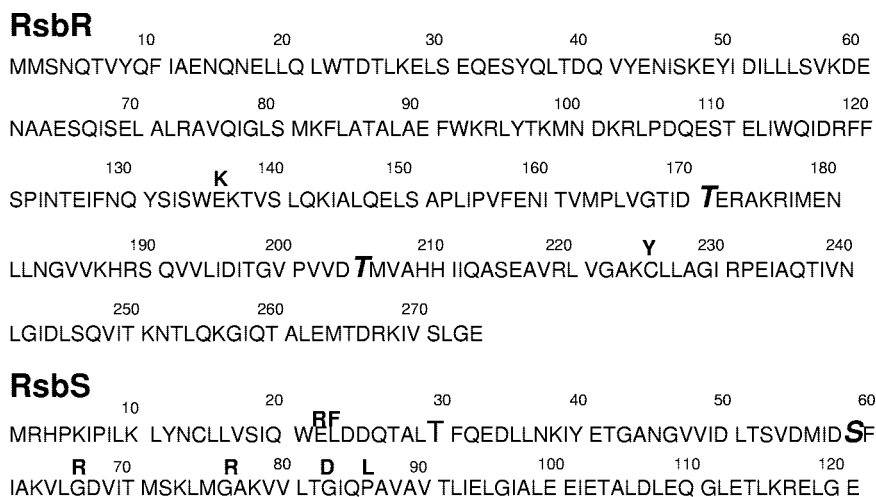 RsbR
10 20 30 40 50 60
MMSNQTVYQF IAENQNELLQ LWTDTLKELS EQESYQLTDQ VYENISKEYI DILLLSVKDE
70 80 90 100 110 120
NAAESQISEL ALRAVQIGLS MKFLATALAE FWKRLYTKMN DKRLPDQEST ELIWQIDRFF
130 K 140 150 160 170 180
SPINTEIFNQ YSISWEKTVS LQKIALQELS APLIPVFENI TVMPLVGTID TERAKRIMEN
190 200 210 220 Y 230 240
LLNGVVKHRS QVVLIDITGV PVVDTMVAHH IIQASEAVRL VGAKCLLAGI RPEIAQTIVN
250 260 270
LGIDLSQVIT KNTLQKGIQT ALEMTDRKIV SLGE
RsbS
10 20 RF 30 40 50 60
MRHPKIPILK LYNCLLVSIQ WELDDQTALT FQEDLLNKIY ETGANGVVID LTSVDMIDSF
R 70 R 80 D L 90 100 110 120
IAKVLGDVIT MSKLMGAKVV LTGIQPAVAV TLIELGIALE EIETALDLEQ GLETLKRELG E